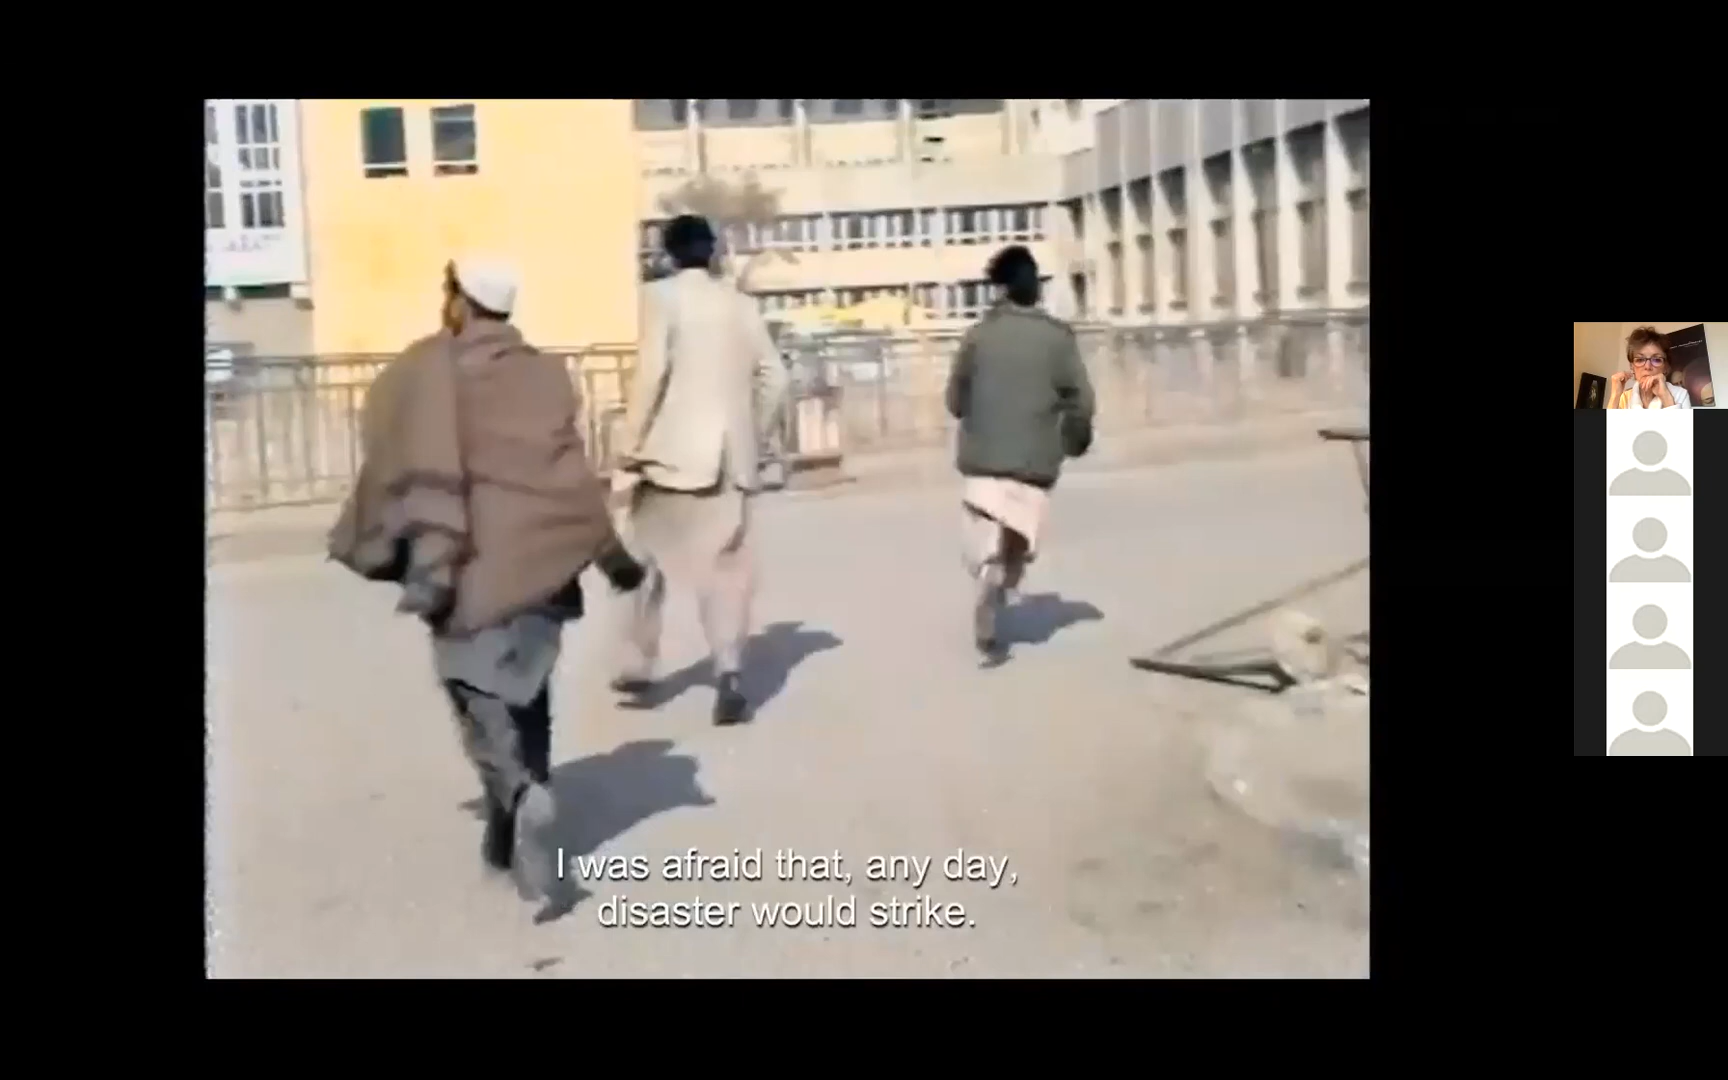 I was afraid that, any day,
disaster would strike.